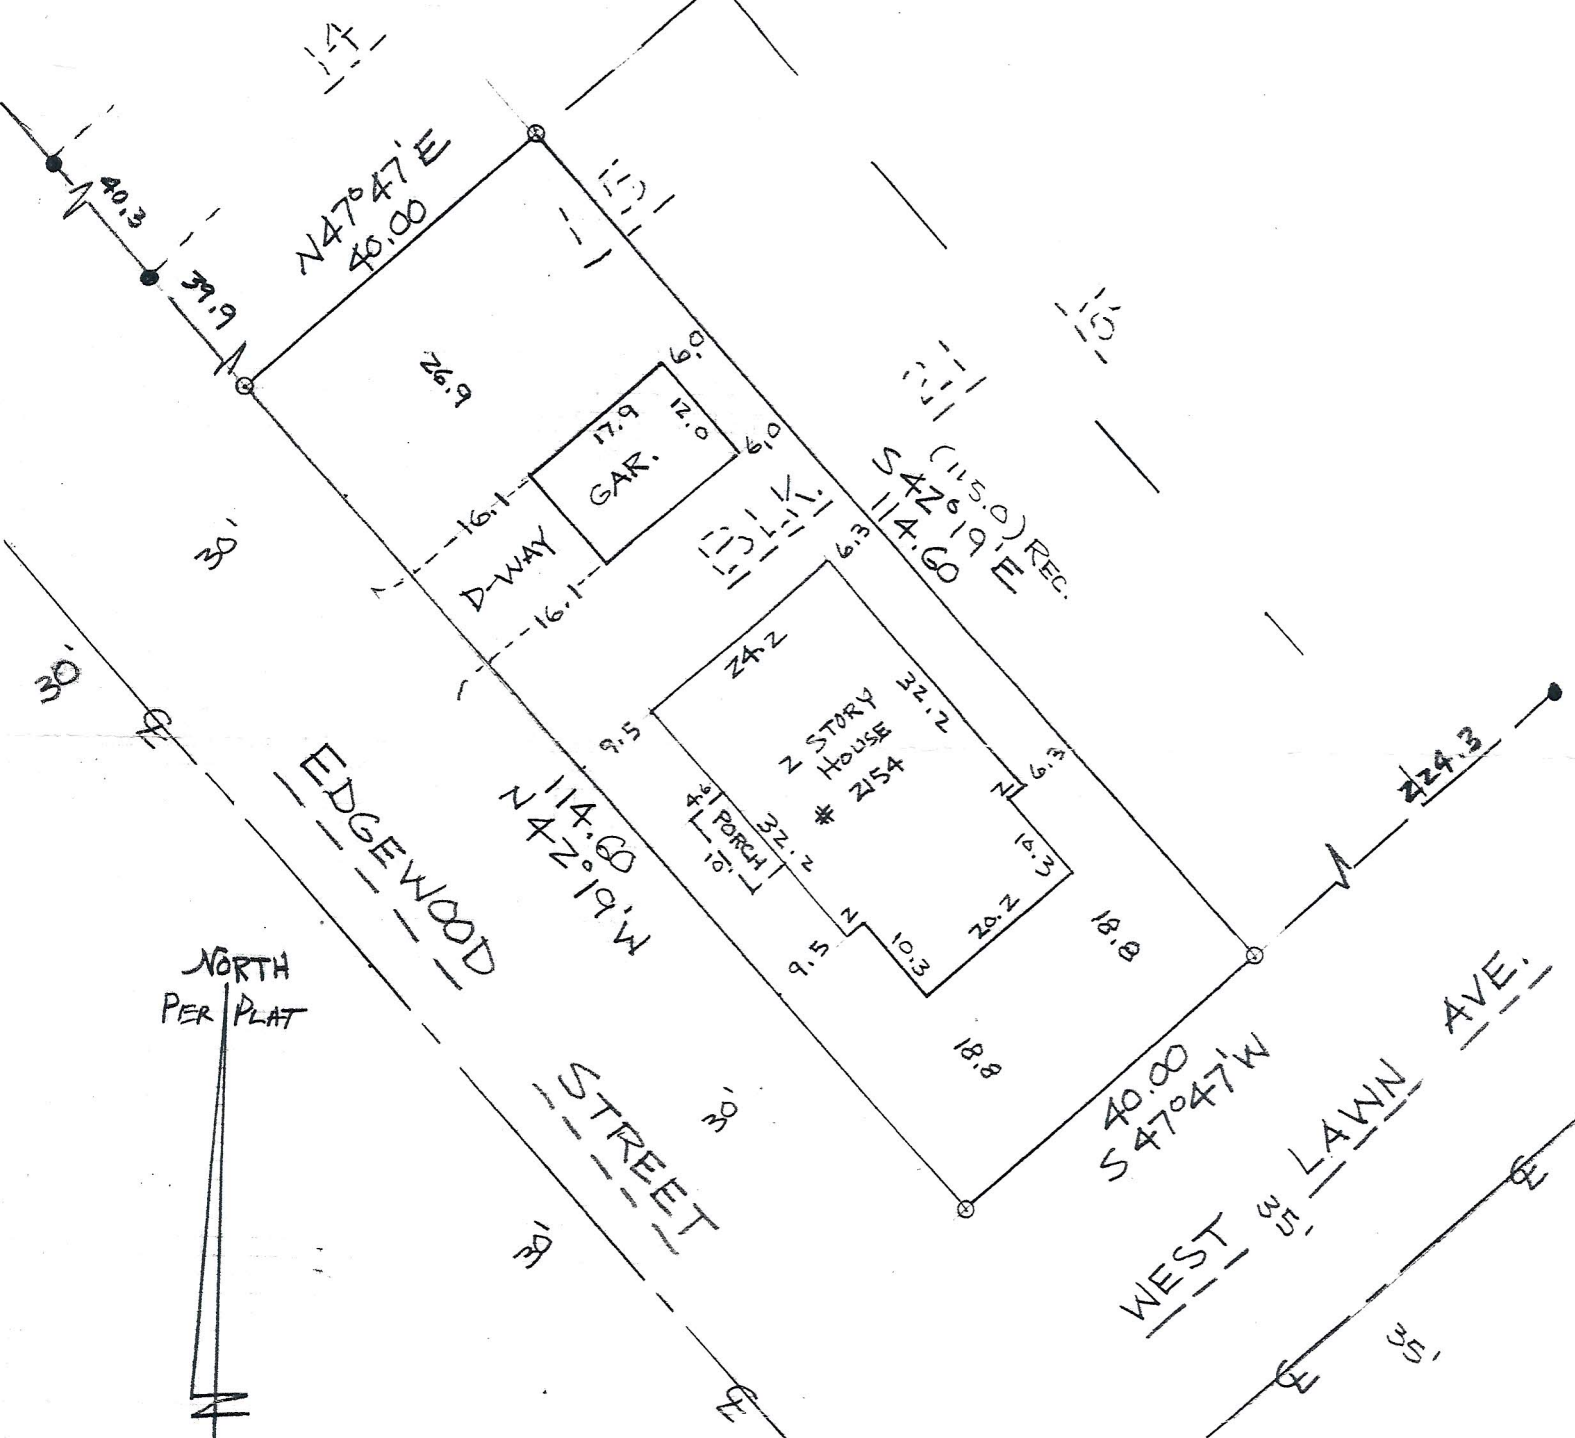 14
40.3
39.9
N47°47'E
40.00
15
1
26.9
6.0
17.9
12.0
6.0
GAR.
16.1
D-WAY
16.1
BLK.
21
16
(115.0) REC.
S42°19'E
114.60
30'
30'
℄
6.3
24.2
32.2
2 STORY
HOUSE
# 2154
9.5
4.6
PORCH
10.
32.2
6.3
2
10.3
2
10.3
20.2
9.5
18.8
18.8
114.60
N42°19'W
EDGEWOOD
STREET
30'
30'
℄
40.00
S47°47'W
424.3
WEST LAWN AVE.
35'
35'
℄
℄
NORTH
PER PLAT
N